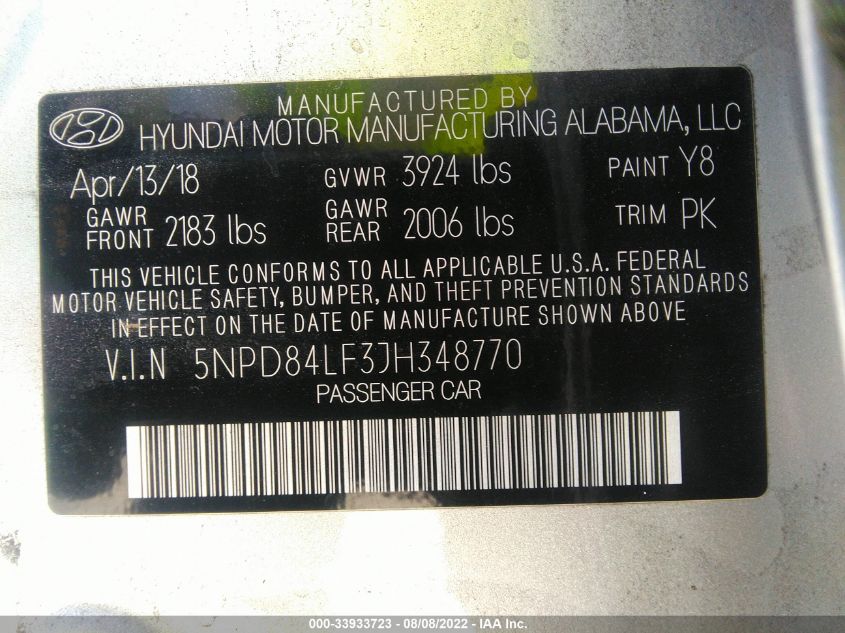 MANUFACTURED BY
HYUNDAI MOTOR MANUFACTURING ALABAMA, LLC
Apr/13/18 GVWR 3924 lbs PAINT Y8
GAWR FRONT 2183 lbs GAWR REAR 2006 lbs TRIM PK
THIS VEHICLE CONFORMS TO ALL APPLICABLE U.S.A. FEDERAL
MOTOR VEHICLE SAFETY, BUMPER, AND THEFT PREVENTION STANDARDS
IN EFFECT ON THE DATE OF MANUFACTURE SHOWN ABOVE
V.I.N 5NPD84LF3JH348770
PASSENGER CAR
000-33933723 - 08/08/2022 - IAA Inc.